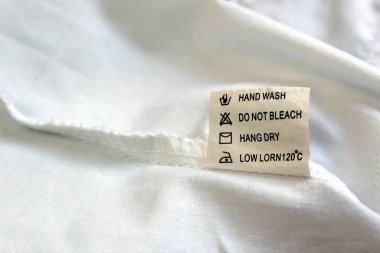 HAND WASH
DO NOT BLEACH
HANG DRY
LOW LORN120°C